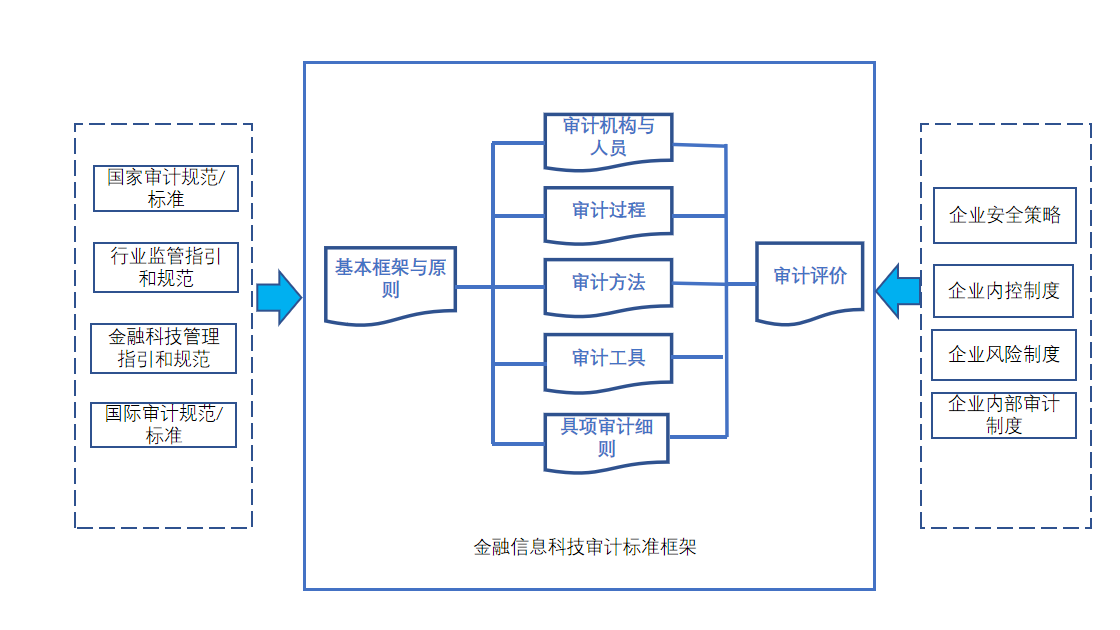 国家审计规范/
标准
行业监管指引
和规范
金融科技管理
指引和规范
国际审计规范/
标准
基本框架与原
则
审计机构与
人员
审计过程
审计方法
审计工具
具项审计细
则
审计评价
金融信息科技审计标准框架
企业安全策略
企业内控制度
企业风险制度
企业内部审计
制度